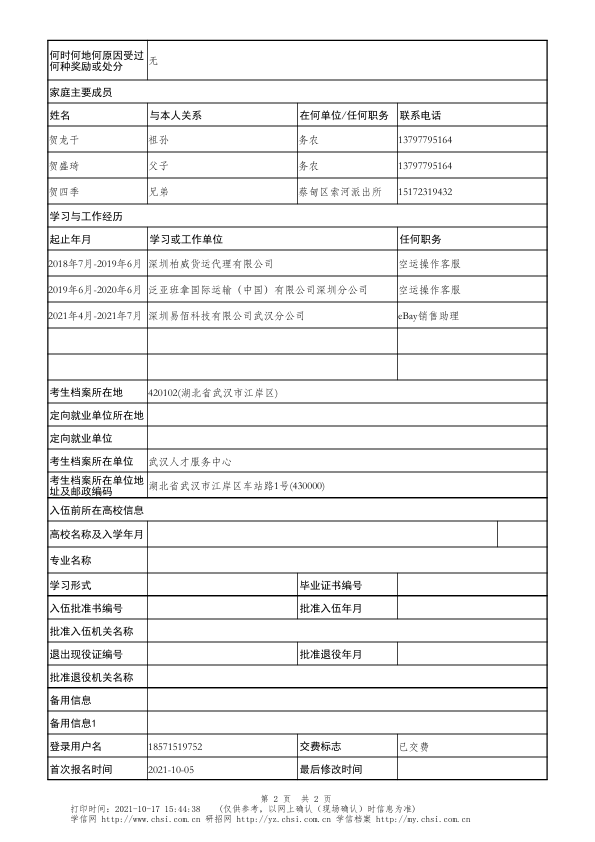 何时何地何原因受过
何种奖励或处分
无
家庭主要成员
姓名 与本人关系 在何单位/任何职务 联系电话
贺龙千 祖孙 务农 13797795164
贺盛琦 父子 务农 13797795164
贺四季 兄弟 蔡甸区索河派出所 15172319432
学习与工作经历
起止年月 学习或工作单位 任何职务
2018年7月-2019年6月 深圳柏威货运代理有限公司 空运操作客服
2019年6月-2020年6月 泛亚班拿国际运输（中国）有限公司深圳分公司 空运操作客服
2021年4月-2021年7月 深圳易佰科技有限公司武汉分公司 eBay销售助理
考生档案所在地 420102(湖北省武汉市江岸区)
定向就业单位所在地
定向就业单位
考生档案所在单位 武汉人才服务中心
考生档案所在单位地
址及邮政编码
湖北省武汉市江岸区车站路1号(430000)
入伍前所在高校信息
高校名称及入学年月
专业名称
学习形式 毕业证书编号
入伍批准书编号 批准入伍年月
批准入伍机关名称
退出现役证编号 批准退役年月
批准退役机关名称
备用信息
备用信息1
登录用户名 18571519752 交费标志 已交费
首次报名时间 2021-10-05 最后修改时间
第 2 页 共 2 页
打印时间: 2021-10-17 15:44:38 (仅供参考，以网上确认（现场确认）时信息为准)
学信网 http://www.chsi.com.cn 研招网 http://yz.chsi.com.cn 学信档案 http://my.chsi.com.cn